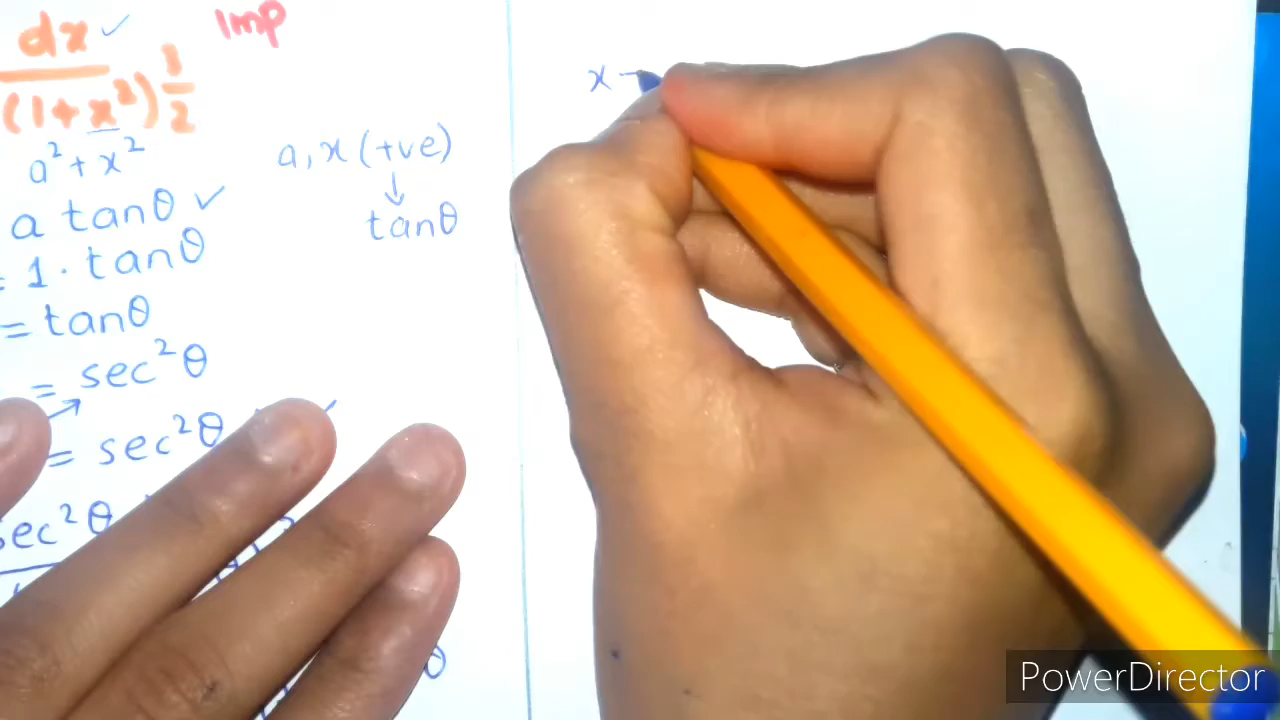 dx ✓ Imp
(1+x²)^3/2
a² + x²
a, x (+ve)
↓
a tanθ ✓
tanθ
= 1 · tanθ
= tanθ
= sec²θ
= sec²θ
sec²θ
θ
x
PowerDirector